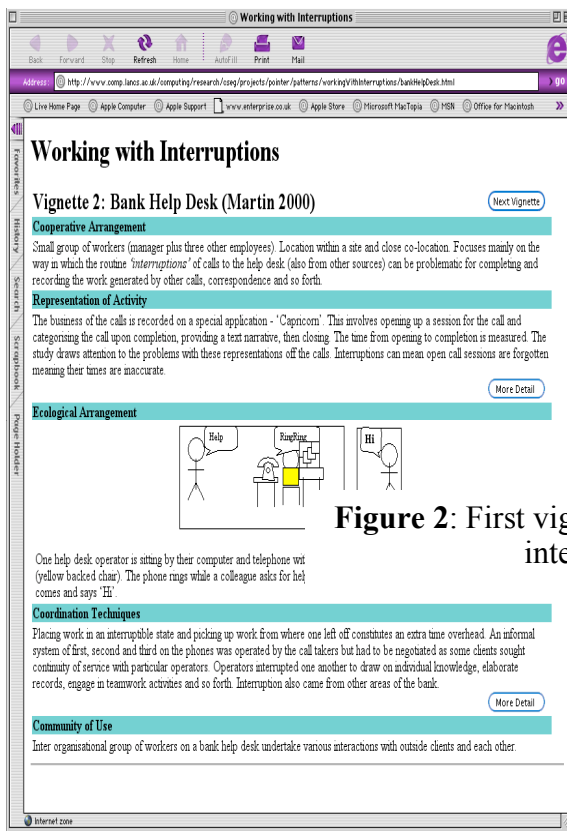 Working with Interruptions
Back Forward Stop Refresh Home AutoFill Print Mail
Address: http://www.comp.lancs.ac.uk/computing/research/cseg/projects/pointer/patterns/workingWithInterruptions/bankHelpDesk.html go
Live Home Page Apple Computer Apple Support www.enterprise.co.uk Apple Store Microsoft MacTopia MSN Office for Macintosh
Favorites
History
Search
Scrapbook
Page Holder
Working with Interruptions
Vignette 2: Bank Help Desk (Martin 2000)
Next Vignette
Cooperative Arrangement
Small group of workers (manager plus three other employees). Location within a site and close co-location. Focuses mainly on the
way in which the routine 'interruptions' of calls to the help desk (also from other sources) can be problematic for completing and
recording the work generated by other calls, correspondence and so forth.
Representation of Activity
The business of the calls is recorded on a special application - 'Capricorn'. This involves opening up a session for the call and
categorising the call upon completion, providing a text narrative, then closing. The time from opening to completion is measured. The
study draws attention to the problems with these representations off the calls. Interruptions can mean open call sessions are forgotten
meaning their times are inaccurate.
More Detail
Ecological Arrangement
Help
RingRing
Hi
Figure 2: First vig
inte
One help desk operator is sitting by their computer and telephone wit
(yellow backed chair). The phone rings while a colleague asks for hel
comes and says 'Hi'.
Coordination Techniques
Placing work in an interruptible state and picking up work from where one left off constitutes an extra time overhead. An informal
system of first, second and third on the phones was operated by the call takers but had to be negotiated as some clients sought
continuity of service with particular operators. Operators interrupted one another to draw on individual knowledge, elaborate
records, engage in teamwork activities and so forth. Interruption also came from other areas of the bank.
More Detail
Community of Use
Inter organisational group of workers on a bank help desk undertake various interactions with outside clients and each other.
Internet zone